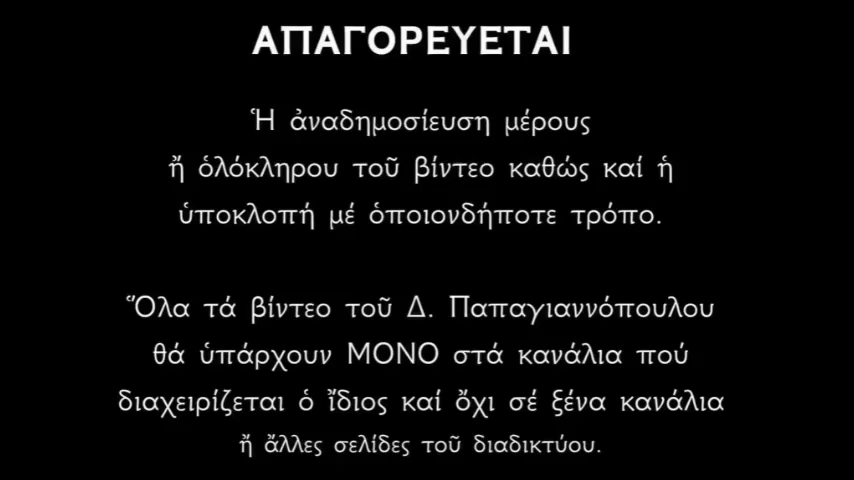 ΑΠΑΓΟΡΕΥΕΤΑΙ
Ἡ ἀναδημοσίευση μέρους
ἤ ὁλόκληρου τοῦ βίντεο καθώς καί ἡ
ὑποκλοπή μέ ὁποιονδήποτε τρόπο.
Ὅλα τά βίντεο τοῦ Δ. Παπαγιαννόπουλου
θά ὑπάρχουν ΜΟΝΟ στά κανάλια πού
διαχειρίζεται ὁ ἴδιος καί ὄχι σέ ξένα κανάλια
ἤ ἄλλες σελίδες τοῦ διαδικτύου.